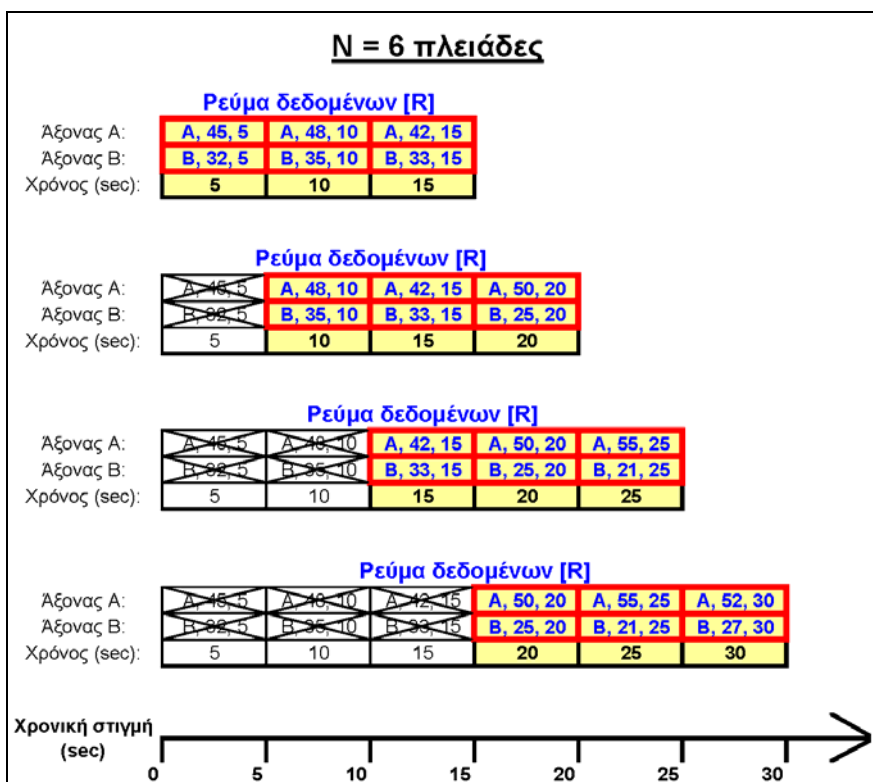 N = 6 πλειάδες
Ρεύμα δεδομένων [R]
Άξονας Α: A, 45, 5 A, 48, 10 A, 42, 15
Άξονας Β: B, 32, 5 B, 35, 10 B, 33, 15
Χρόνος (sec): 5 10 15
Ρεύμα δεδομένων [R]
Άξονας Α: A, 45, 5 A, 48, 10 A, 42, 15 A, 50, 20
Άξονας Β: B, 32, 5 B, 35, 10 B, 33, 15 B, 25, 20
Χρόνος (sec): 5 10 15 20
Ρεύμα δεδομένων [R]
Άξονας Α: A, 45, 5 A, 48, 10 A, 42, 15 A, 50, 20 A, 55, 25
Άξονας Β: B, 32, 5 B, 35, 10 B, 33, 15 B, 25, 20 B, 21, 25
Χρόνος (sec): 5 10 15 20 25
Ρεύμα δεδομένων [R]
Άξονας Α: A, 45, 5 A, 48, 10 A, 42, 15 A, 50, 20 A, 55, 25 A, 52, 30
Άξονας Β: B, 32, 5 B, 35, 10 B, 33, 15 B, 25, 20 B, 21, 25 B, 27, 30
Χρόνος (sec): 5 10 15 20 25 30
Χρονική στιγμή
(sec)
0 5 10 15 20 25 30